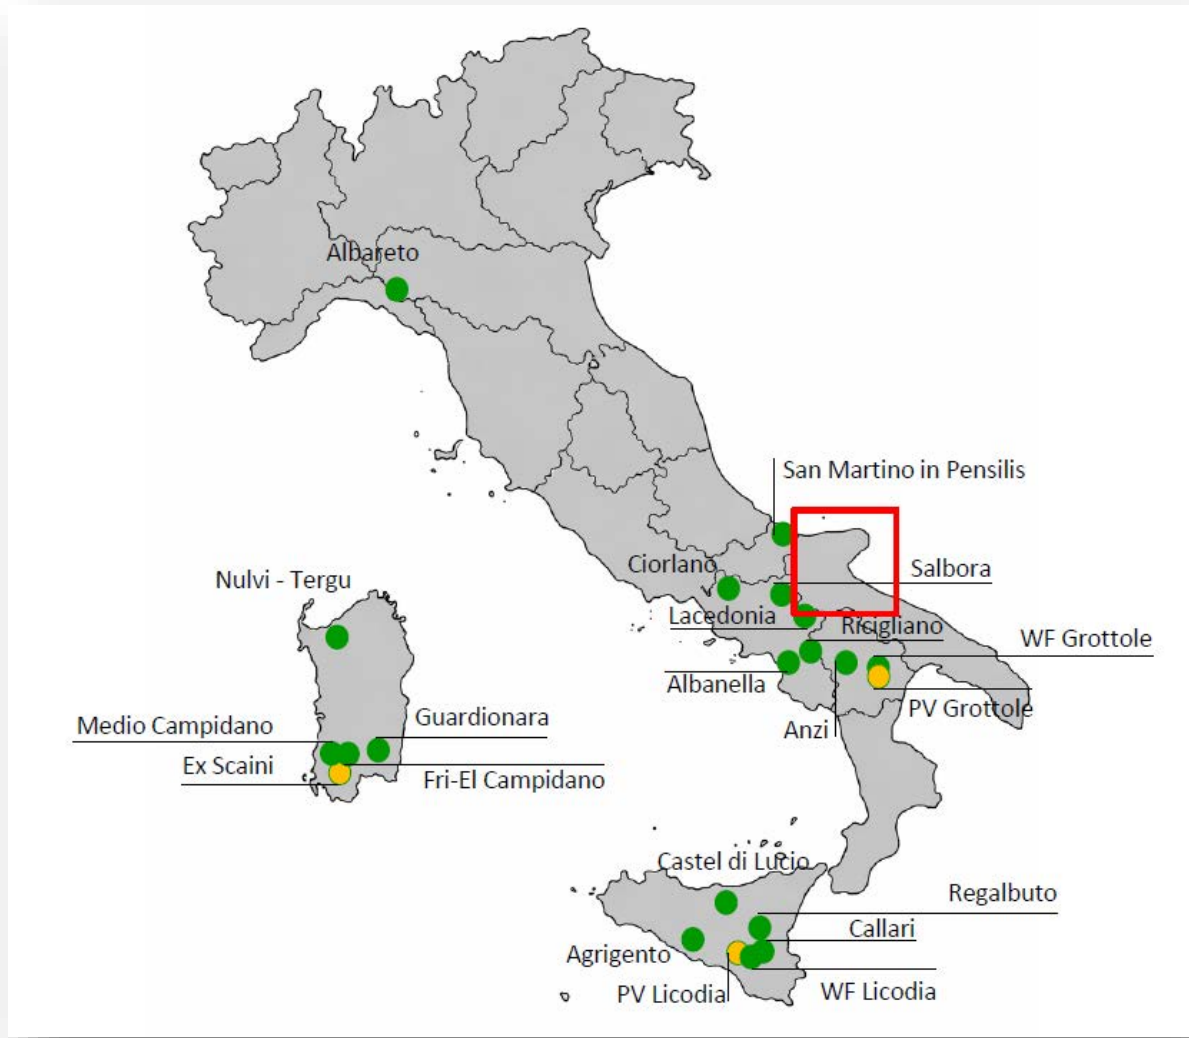 Albareto
San Martino in Pensilis
Ciorlano
Salbora
Nulvi - Tergu
Lacedonia
Ricigliano
WF Grottole
Albanella
PV Grottole
Anzi
Guardionara
Medio Campidano
Ex Scaini
Fri-El Campidano
Castel di Lucio
Regalbuto
Callari
Agrigento
PV Licodia
WF Licodia